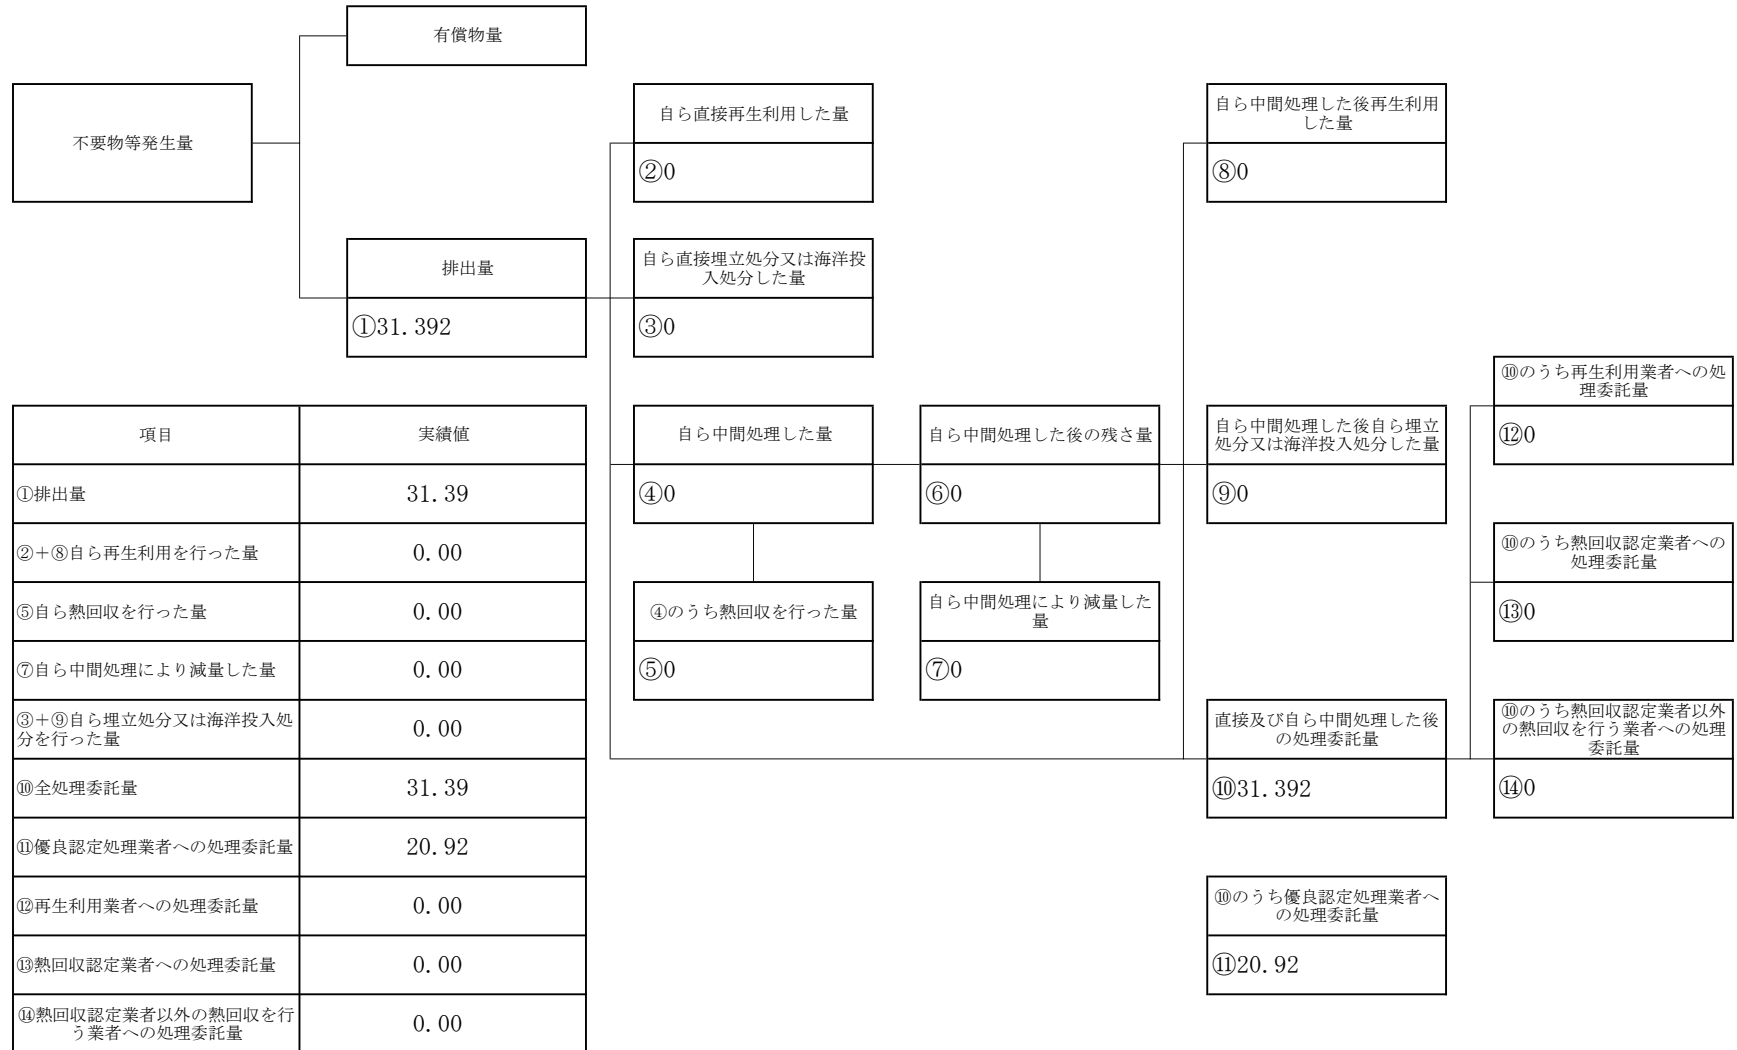 有償物量
不要物等発生量
自ら直接再生利用した量
②0
自ら中間処理した後再生利用
した量
⑧0
排出量
①31.392
自ら直接埋立処分又は海洋投
入処分した量
③0
項目 実績値
①排出量 31.39
②+⑧自ら再生利用を行った量 0.00
⑤自ら熱回収を行った量 0.00
⑦自ら中間処理により減量した量 0.00
③+⑨自ら埋立処分又は海洋投入処
分を行った量 0.00
⑩全処理委託量 31.39
⑪優良認定処理業者への処理委託量 20.92
⑫再生利用業者への処理委託量 0.00
⑬熱回収認定業者への処理委託量 0.00
⑭熱回収認定業者以外の熱回収を行
う業者への処理委託量 0.00
自ら中間処理した量
④0
④のうち熱回収を行った量
⑤0
自ら中間処理した後の残さ量
⑥0
自ら中間処理により減量した
量
⑦0
自ら中間処理した後自ら埋立
処分又は海洋投入処分した量
⑨0
直接及び自ら中間処理した後
の処理委託量
⑩31.392
⑩のうち優良認定処理業者へ
の処理委託量
⑪20.92
⑩のうち再生利用業者への処
理委託量
⑫0
⑩のうち熱回収認定業者への
処理委託量
⑬0
⑩のうち熱回収認定業者以外
の熱回収を行う業者への処理
委託量
⑭0